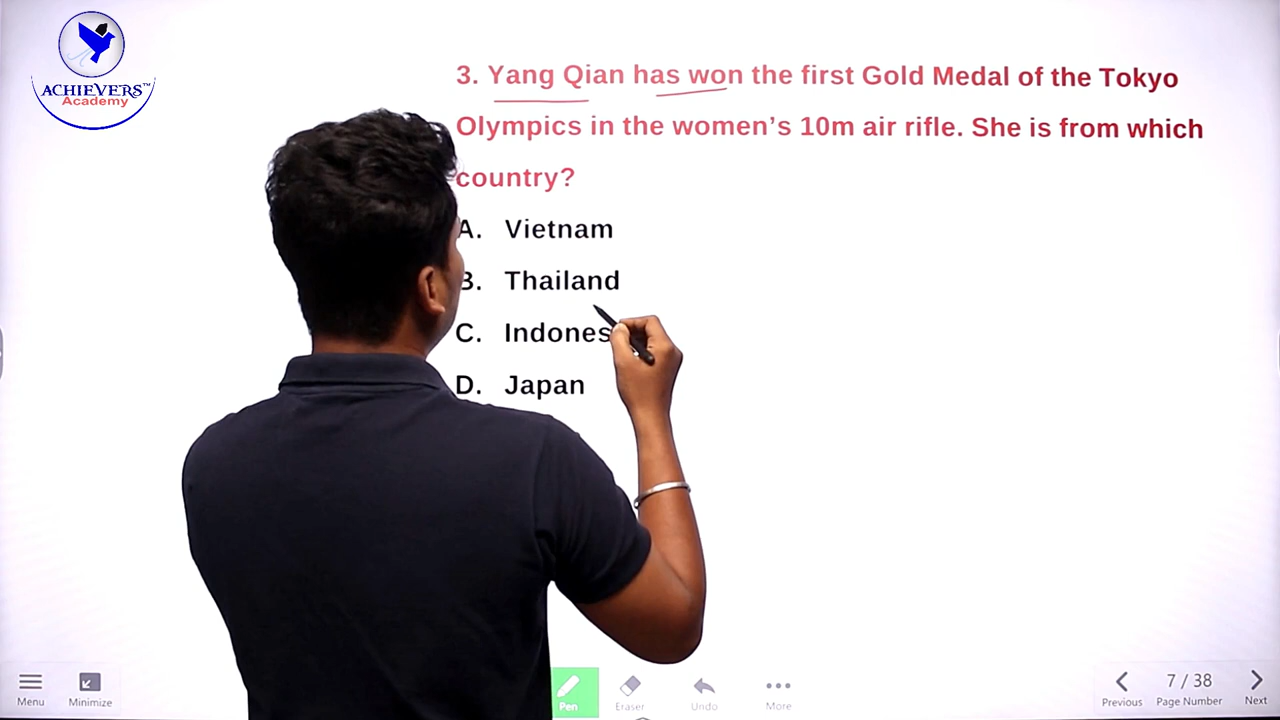 ACHIEVERS™
Academy
3. Yang Qian has won the first Gold Medal of the Tokyo
Olympics in the women's 10m air rifle. She is from which
country?
A. Vietnam
B. Thailand
C. Indones
D. Japan
Menu
Minimize
Pen
Eraser
Undo
More
Previous
7 / 38
Page Number
Next